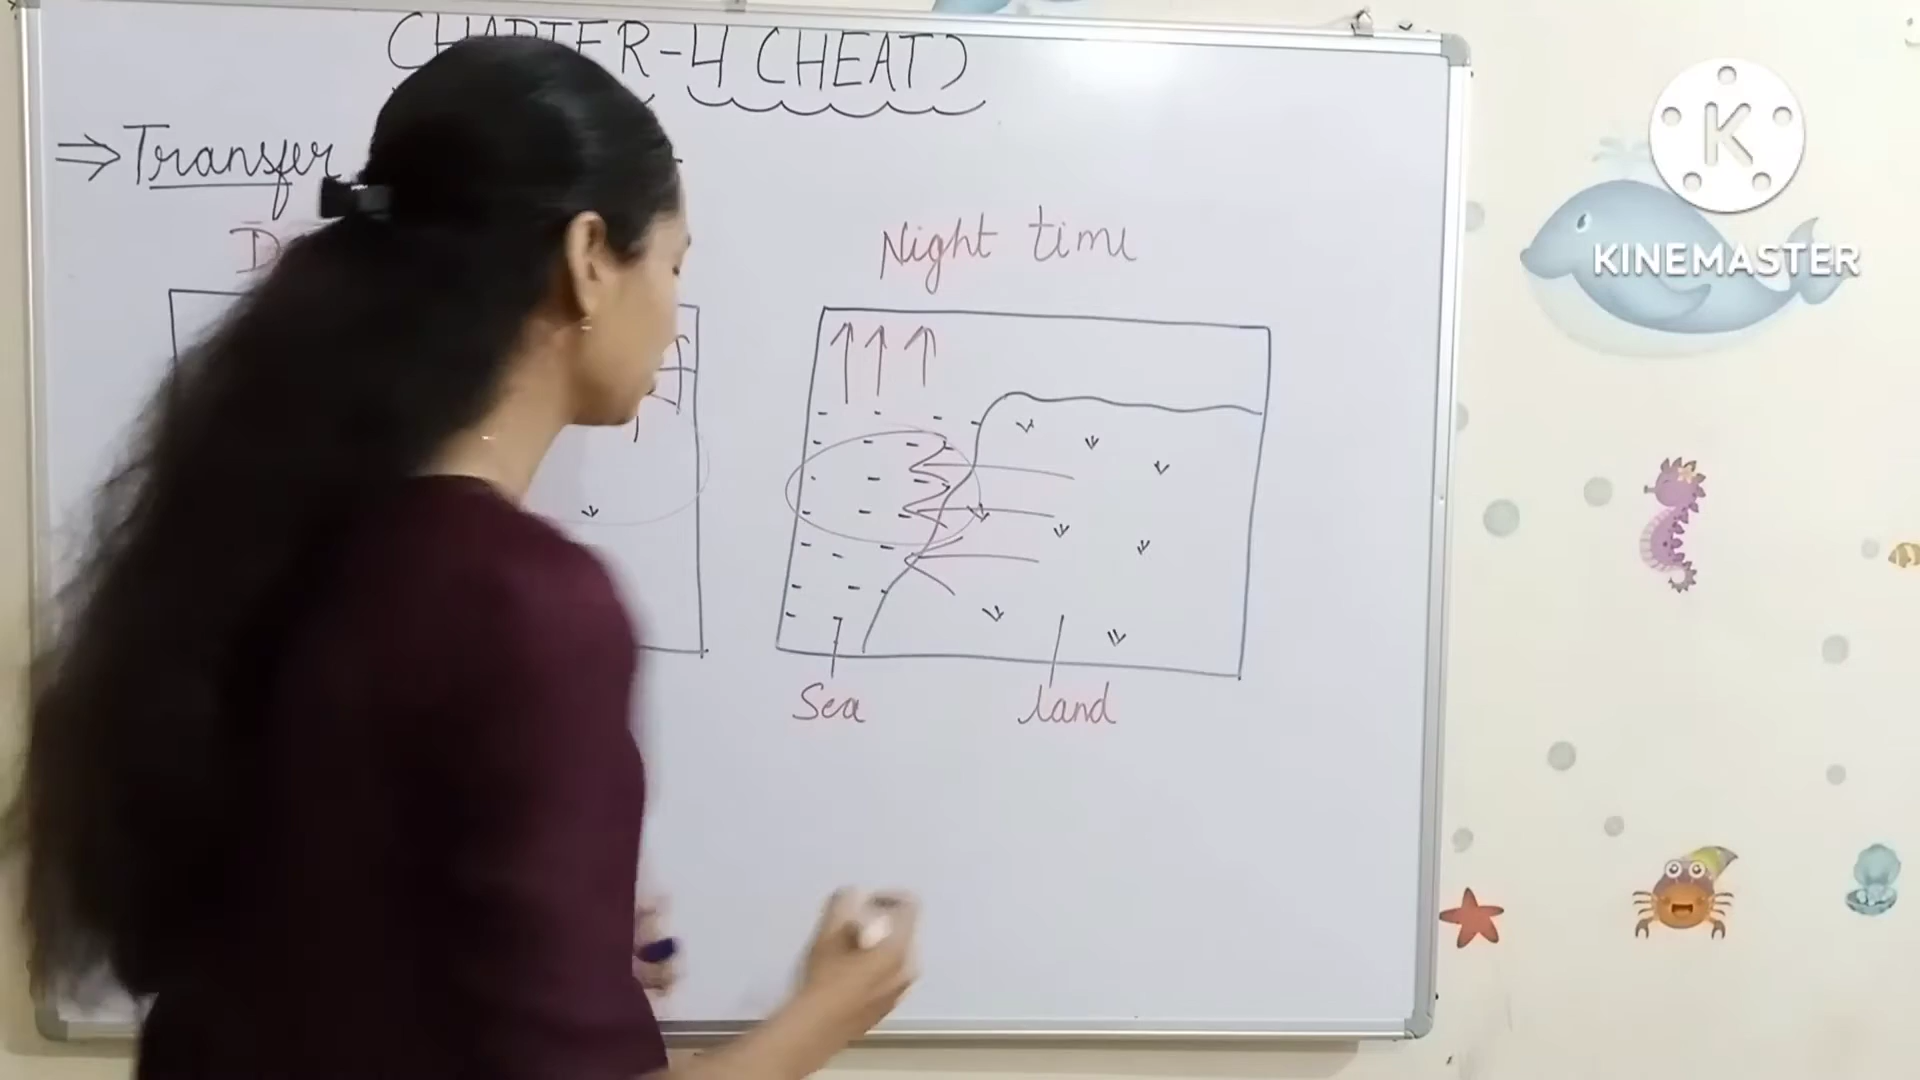 CHAPTER-4 (HEAT)
⇒ Transfer
Night time
Sea
land
K
KINEMASTER